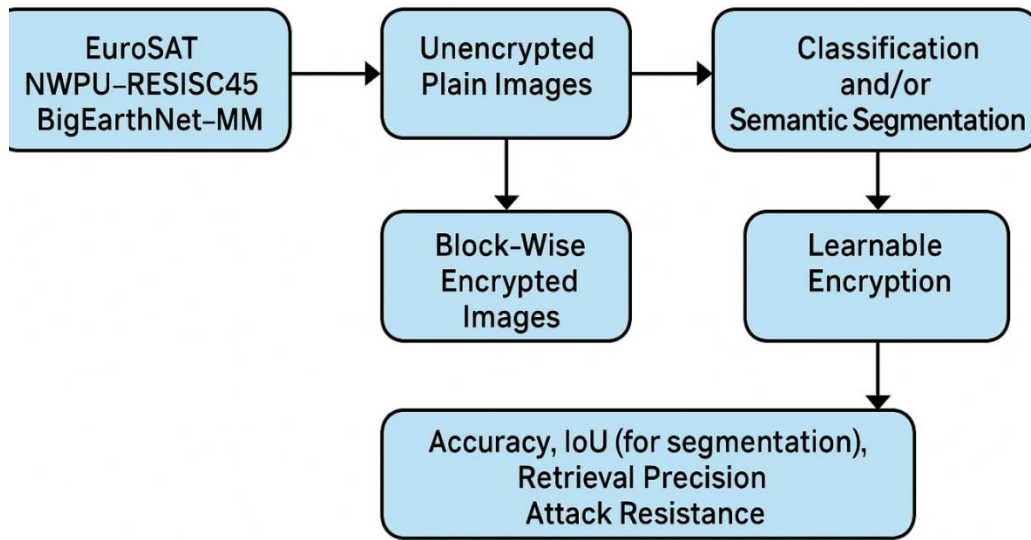 EuroSAT
NWPU–RESISC45
BigEarthNet–MM
Unencrypted
Plain Images
Classification
and/or
Semantic Segmentation
Block-Wise
Encrypted
Images
Learnable
Encryption
Accuracy, IoU (for segmentation),
Retrieval Precision
Attack Resistance